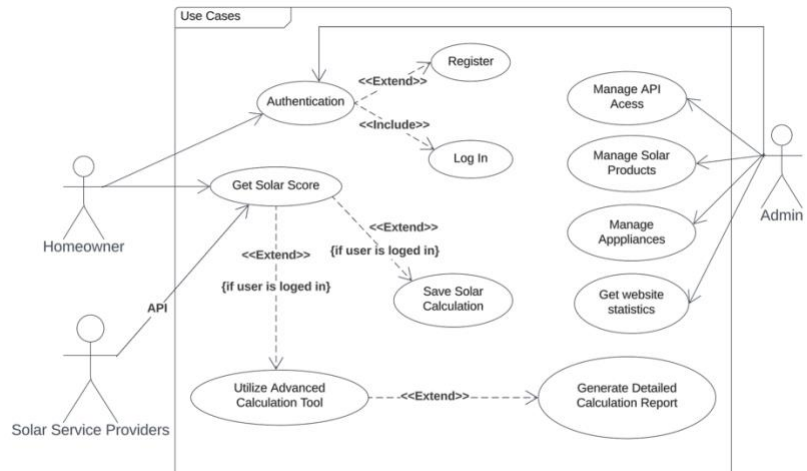 Use Cases
Register
<<Extend>>
Authentication
<<Include>>
Log In
Manage API
Acess
Manage Solar
Products
Manage
Apppliances
Get website
statistics
Admin
Homeowner
Get Solar Score
<<Extend>>
{if user is loged in}
<<Extend>>
{if user is loged in}
Save Solar
Calculation
API
Solar Service Providers
Utilize Advanced
Calculation Tool
<<Extend>>
Generate Detailed
Calculation Report